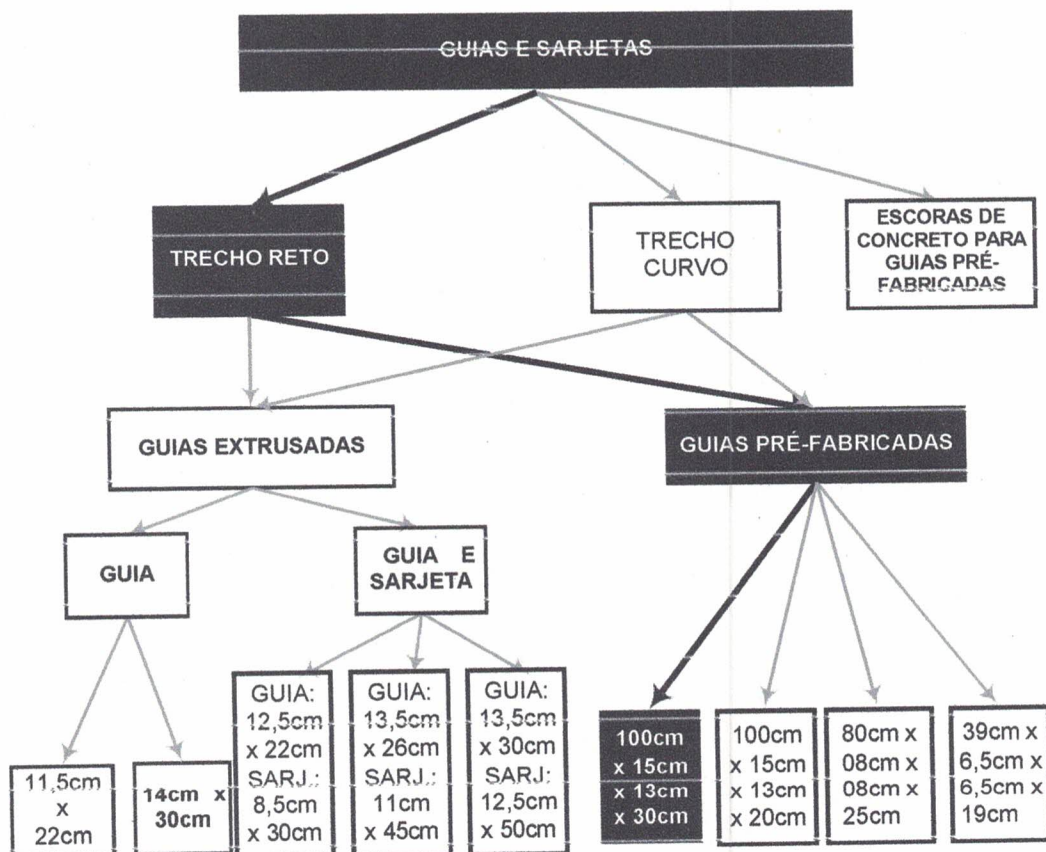 GUIAS E SARJETAS
TRECHO RETO
TRECHO
CURVO
ESCORAS DE
CONCRETO PARA
GUIAS PRÉ-
FABRICADAS
GUIAS EXTRUSADAS
GUIAS PRÉ-FABRICADAS
GUIA
GUIA E
SARJETA
11,5cm
x
22cm
14cm x
30cm
GUIA:
12,5cm
x 22cm
SARJ.:
8,5cm
x 30cm
GUIA:
13,5cm
x 26cm
SARJ.:
11cm
x 45cm
GUIA:
13,5cm
x 30cm
SARJ:
12,5cm
x 50cm
100cm
x 15cm
x 13cm
x 30cm
100cm
x 15cm
x 13cm
x 20cm
80cm x
08cm x
08cm x
25cm
39cm x
6,5cm x
6,5cm x
19cm